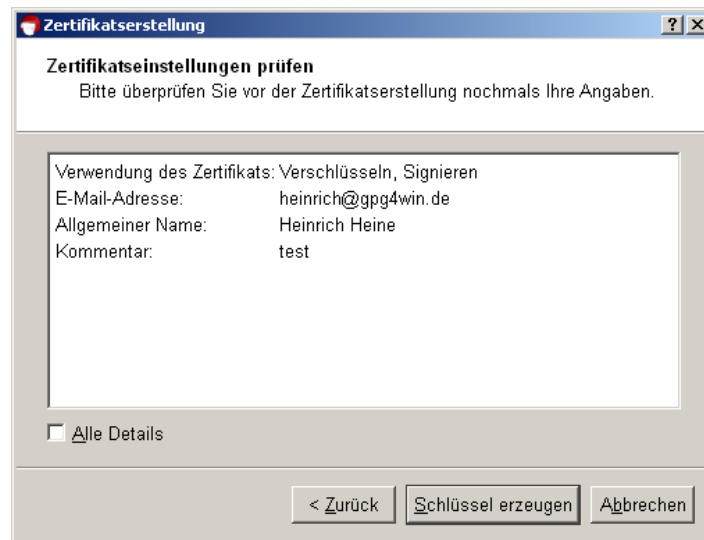 Zertifikatserstellung
Zertifikatseinstellungen prüfen
Bitte überprüfen Sie vor der Zertifikatserstellung nochmals Ihre Angaben.
Verwendung des Zertifikats: Verschlüsseln, Signieren
E-Mail-Adresse: heinrich@gpg4win.de
Allgemeiner Name: Heinrich Heine
Kommentar: test
Alle Details
< Zurück Schlüssel erzeugen Abbrechen